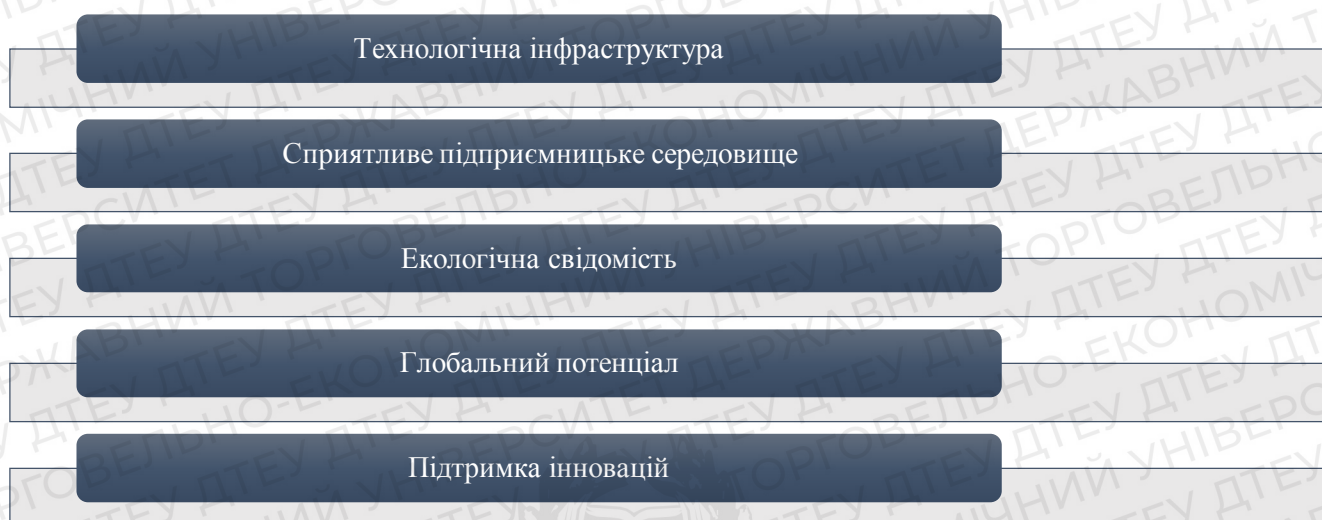 Технологічна інфраструктура
Сприятливе підприємницьке середовище
Екологічна свідомість
Глобальний потенціал
Підтримка інновацій